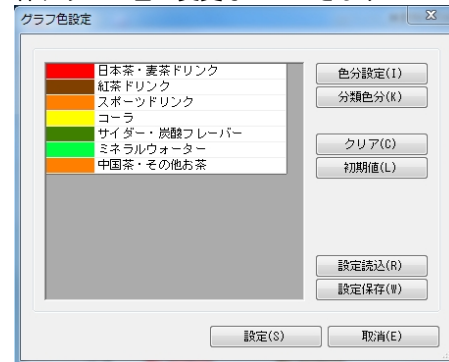 グラフ色設定
日本茶・麦茶ドリンク
紅茶ドリンク
スポーツドリンク
コーラ
サイダー・炭酸フレーバー
ミネラルウォーター
中国茶・その他お茶
色分設定(I)
分類色分(K)
クリア(C)
初期値(L)
設定読込(R)
設定保存(W)
設定(S)
取消(E)